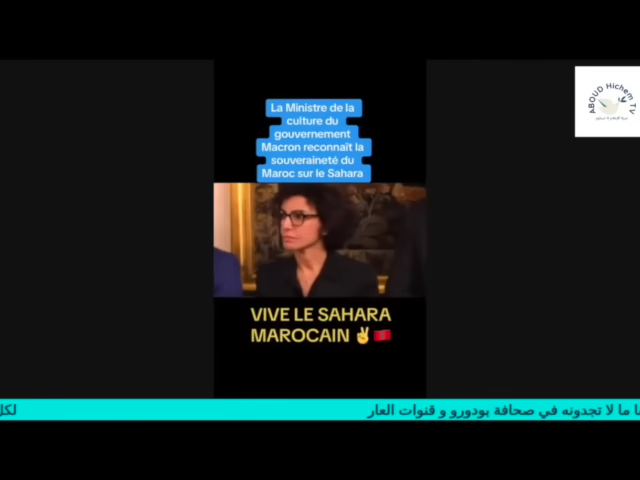 ABOUD Hichem TV
La Ministre de la
culture du
gouvernement
Macron reconnaît la
souveraineté du
Maroc sur le Sahara
VIVE LE SAHARA
MAROCAIN ✌️🇲🇦
ما لا تجدونه في صحافة بودورو و قنوات العار